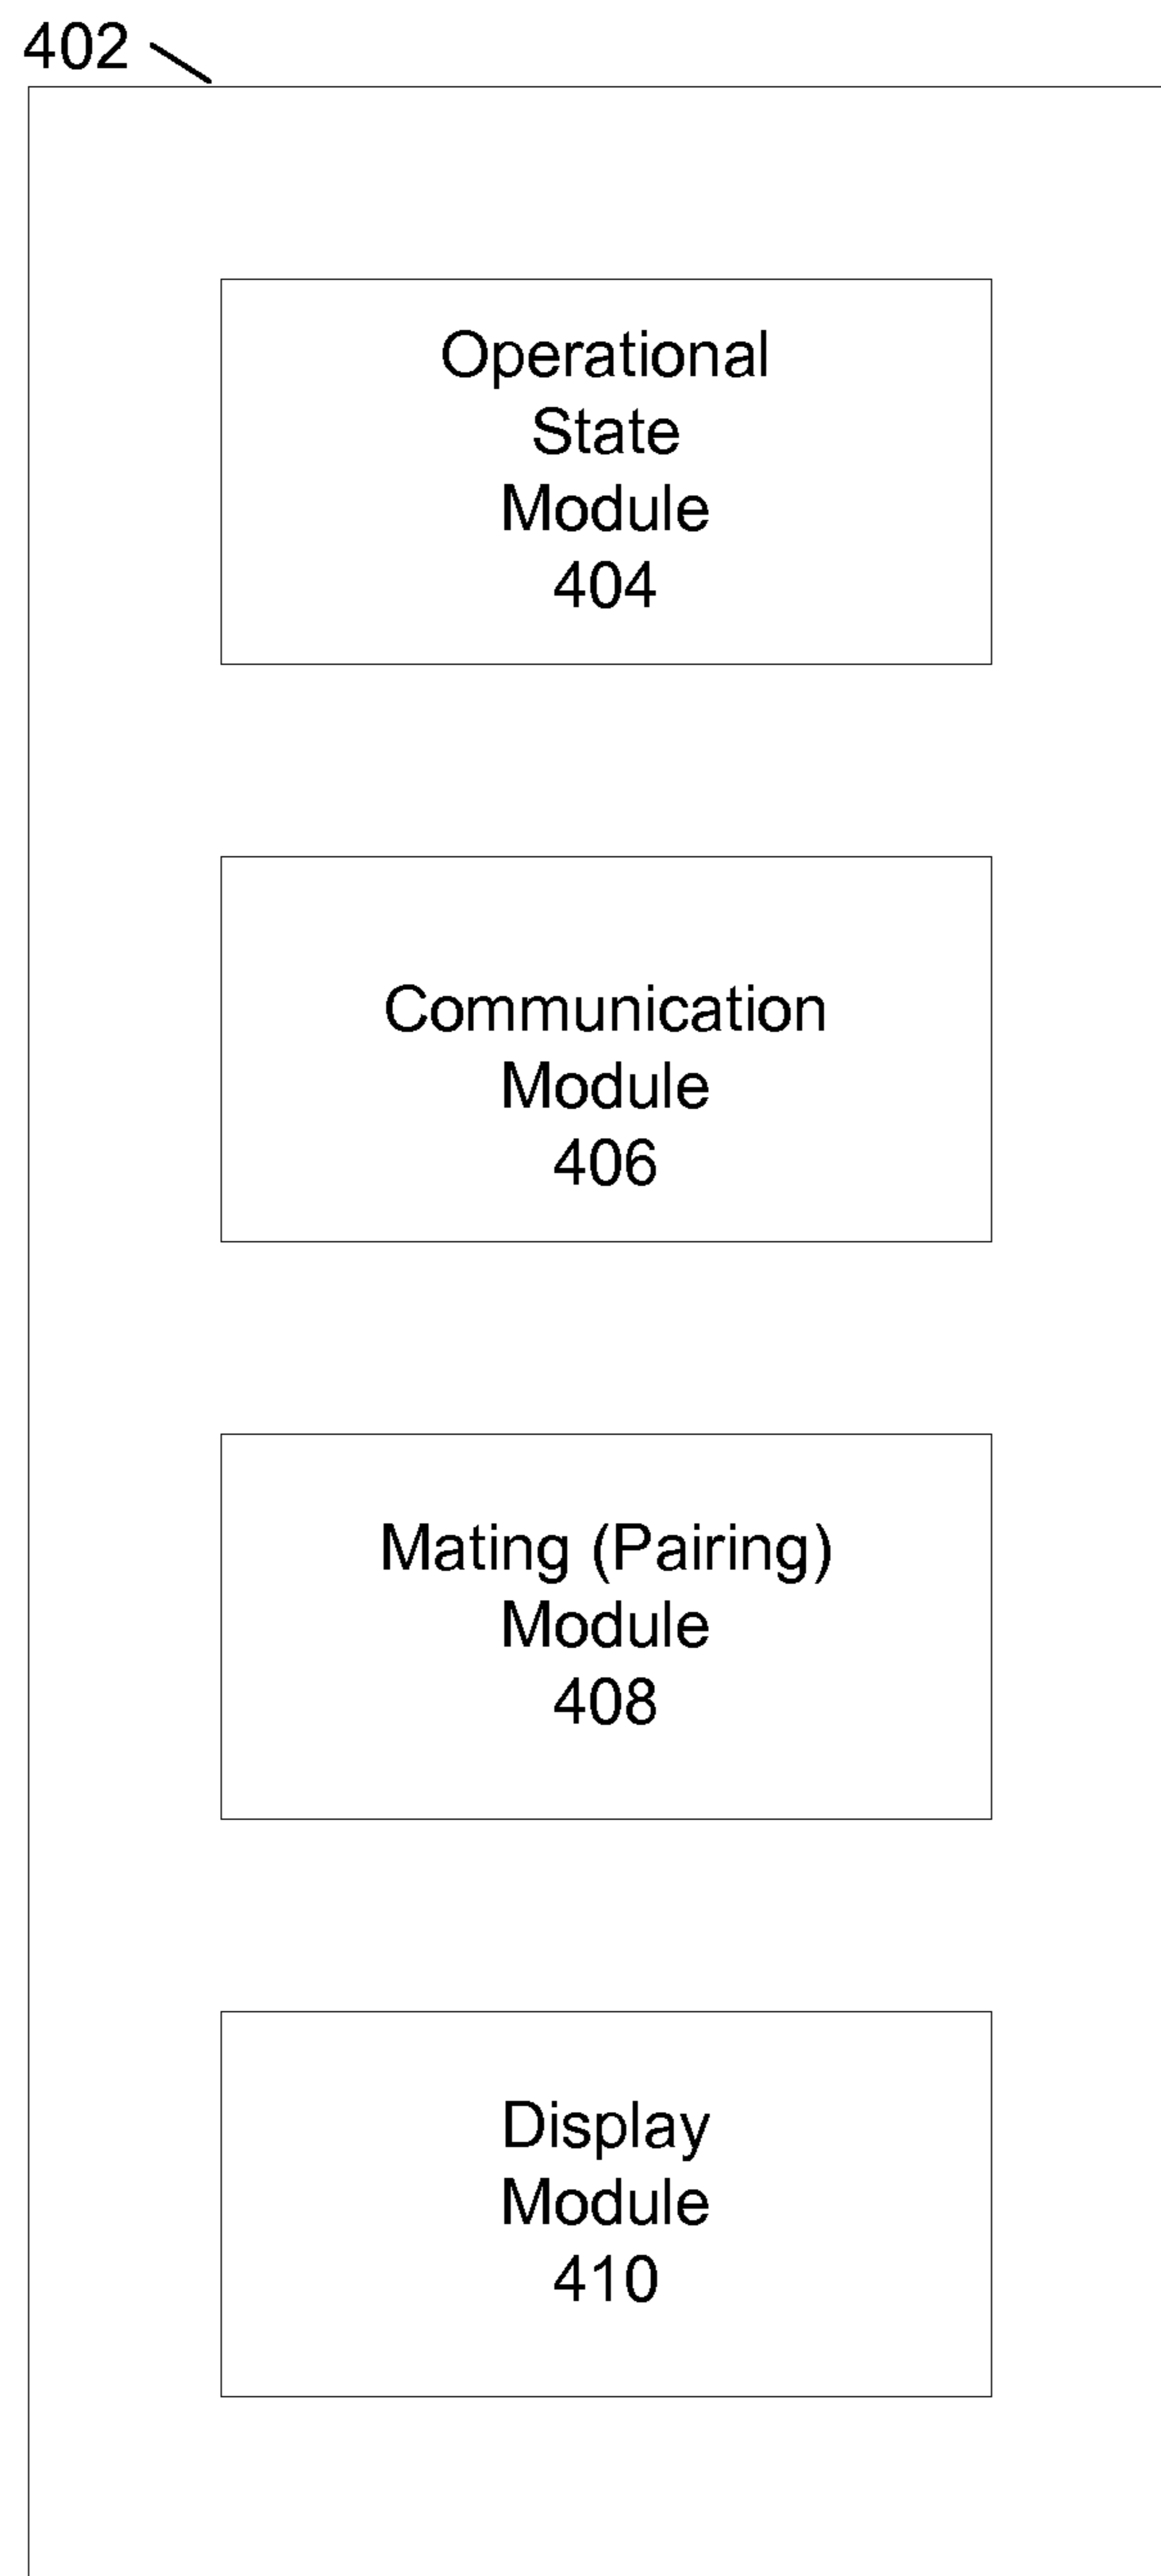 402
Operational
State
Module
404
Communication
Module
406
Mating (Pairing)
Module
408
Display
Module
410